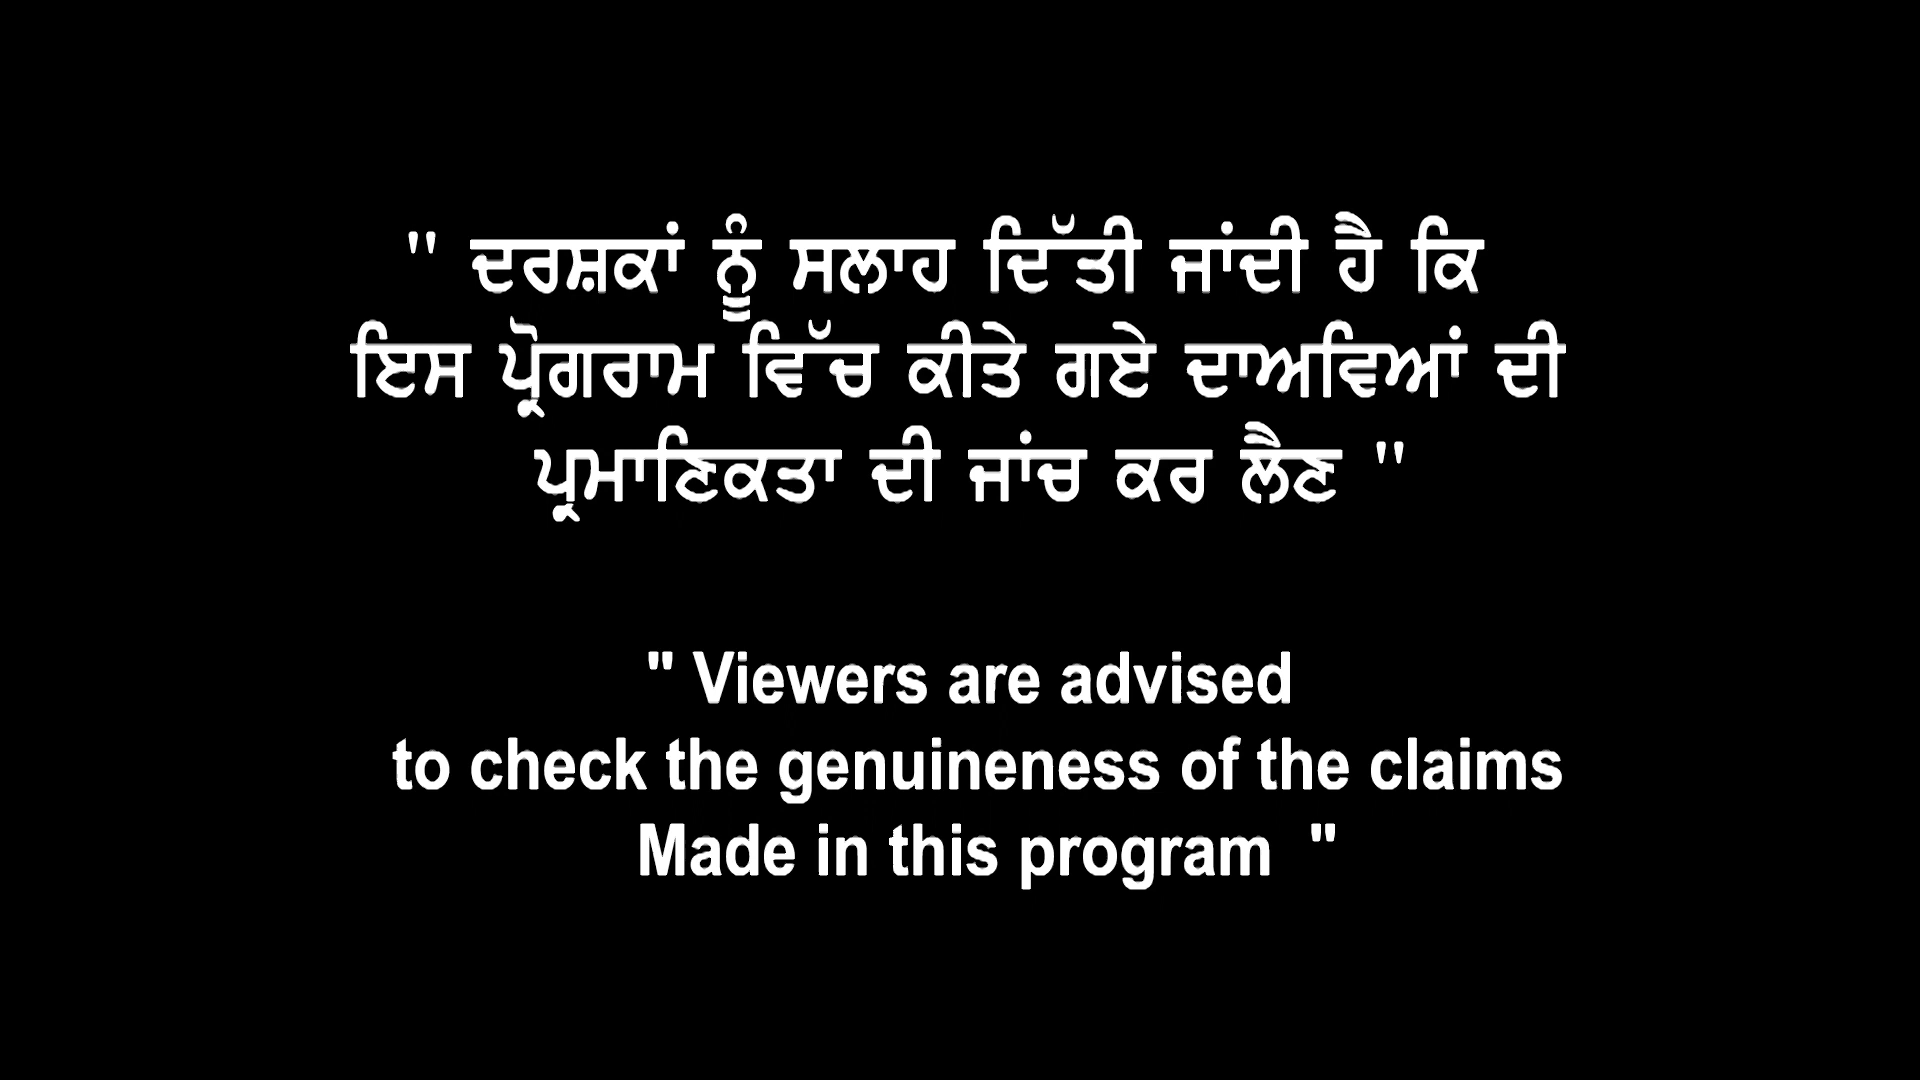 " ਦਰਸ਼ਕਾਂ ਨੂੰ ਸਲਾਹ ਦਿੱਤੀ ਜਾਂਦੀ ਹੈ ਕਿ
ਇਸ ਪ੍ਰੋਗਰਾਮ ਵਿੱਚ ਕੀਤੇ ਗਏ ਦਾਅਵਿਆਂ ਦੀ
ਪ੍ਰਮਾਣਿਕਤਾ ਦੀ ਜਾਂਚ ਕਰ ਲੈਣ "
" Viewers are advised
to check the genuineness of the claims
Made in this program "